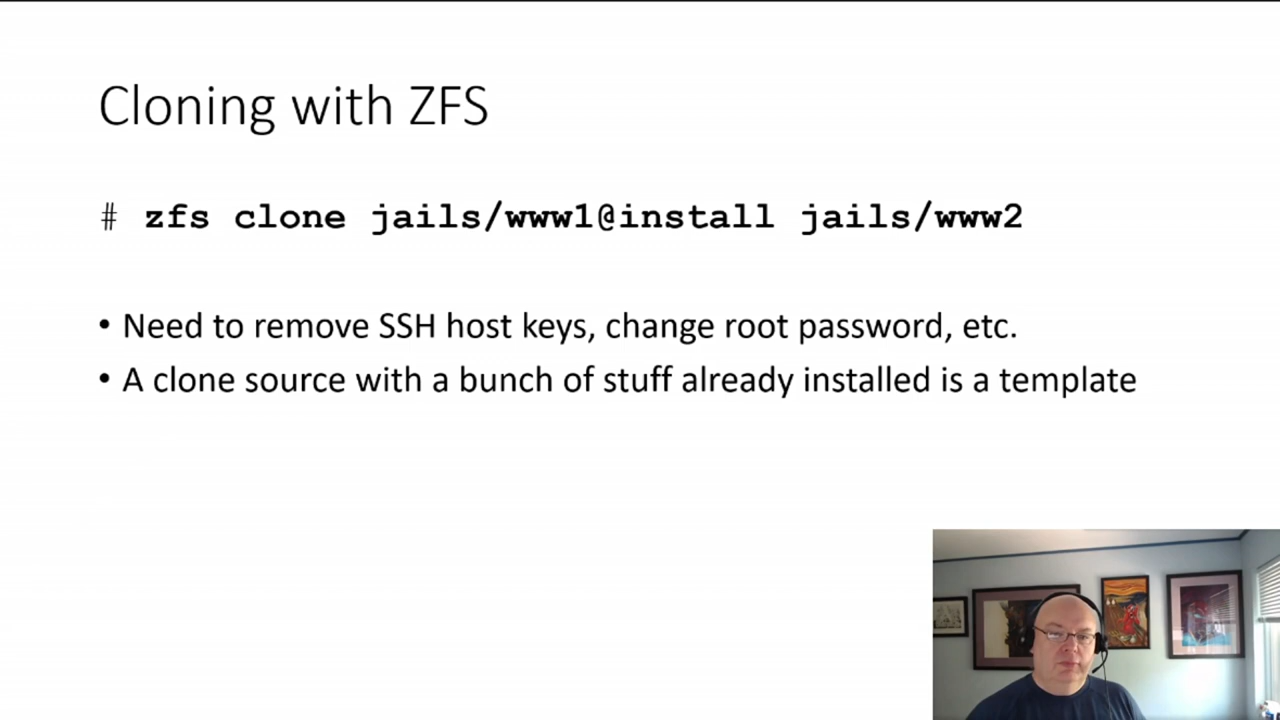 Cloning with ZFS
# zfs clone jails/www1@install jails/www2
• Need to remove SSH host keys, change root password, etc.
• A clone source with a bunch of stuff already installed is a template